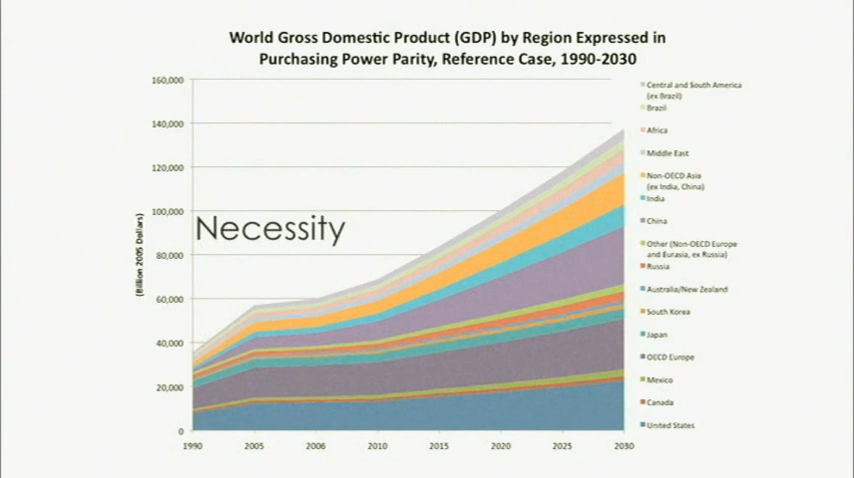 World Gross Domestic Product (GDP) by Region Expressed in
Purchasing Power Parity, Reference Case, 1990-2030
160,000
140,000
120,000
100,000
80,000
60,000
40,000
20,000
0
(Billion 2005 Dollars)
Necessity
1990 2005 2006 2010 2015 2020 2025 2030
Central and South America
(ex Brazil)
Brazil
Africa
Middle East
Non-OECD Asia
(ex India, China)
India
China
Other (Non-OECD Europe
and Eurasia, ex Russia)
Russia
Australia/New Zealand
South Korea
Japan
OECD Europe
Mexico
Canada
United States